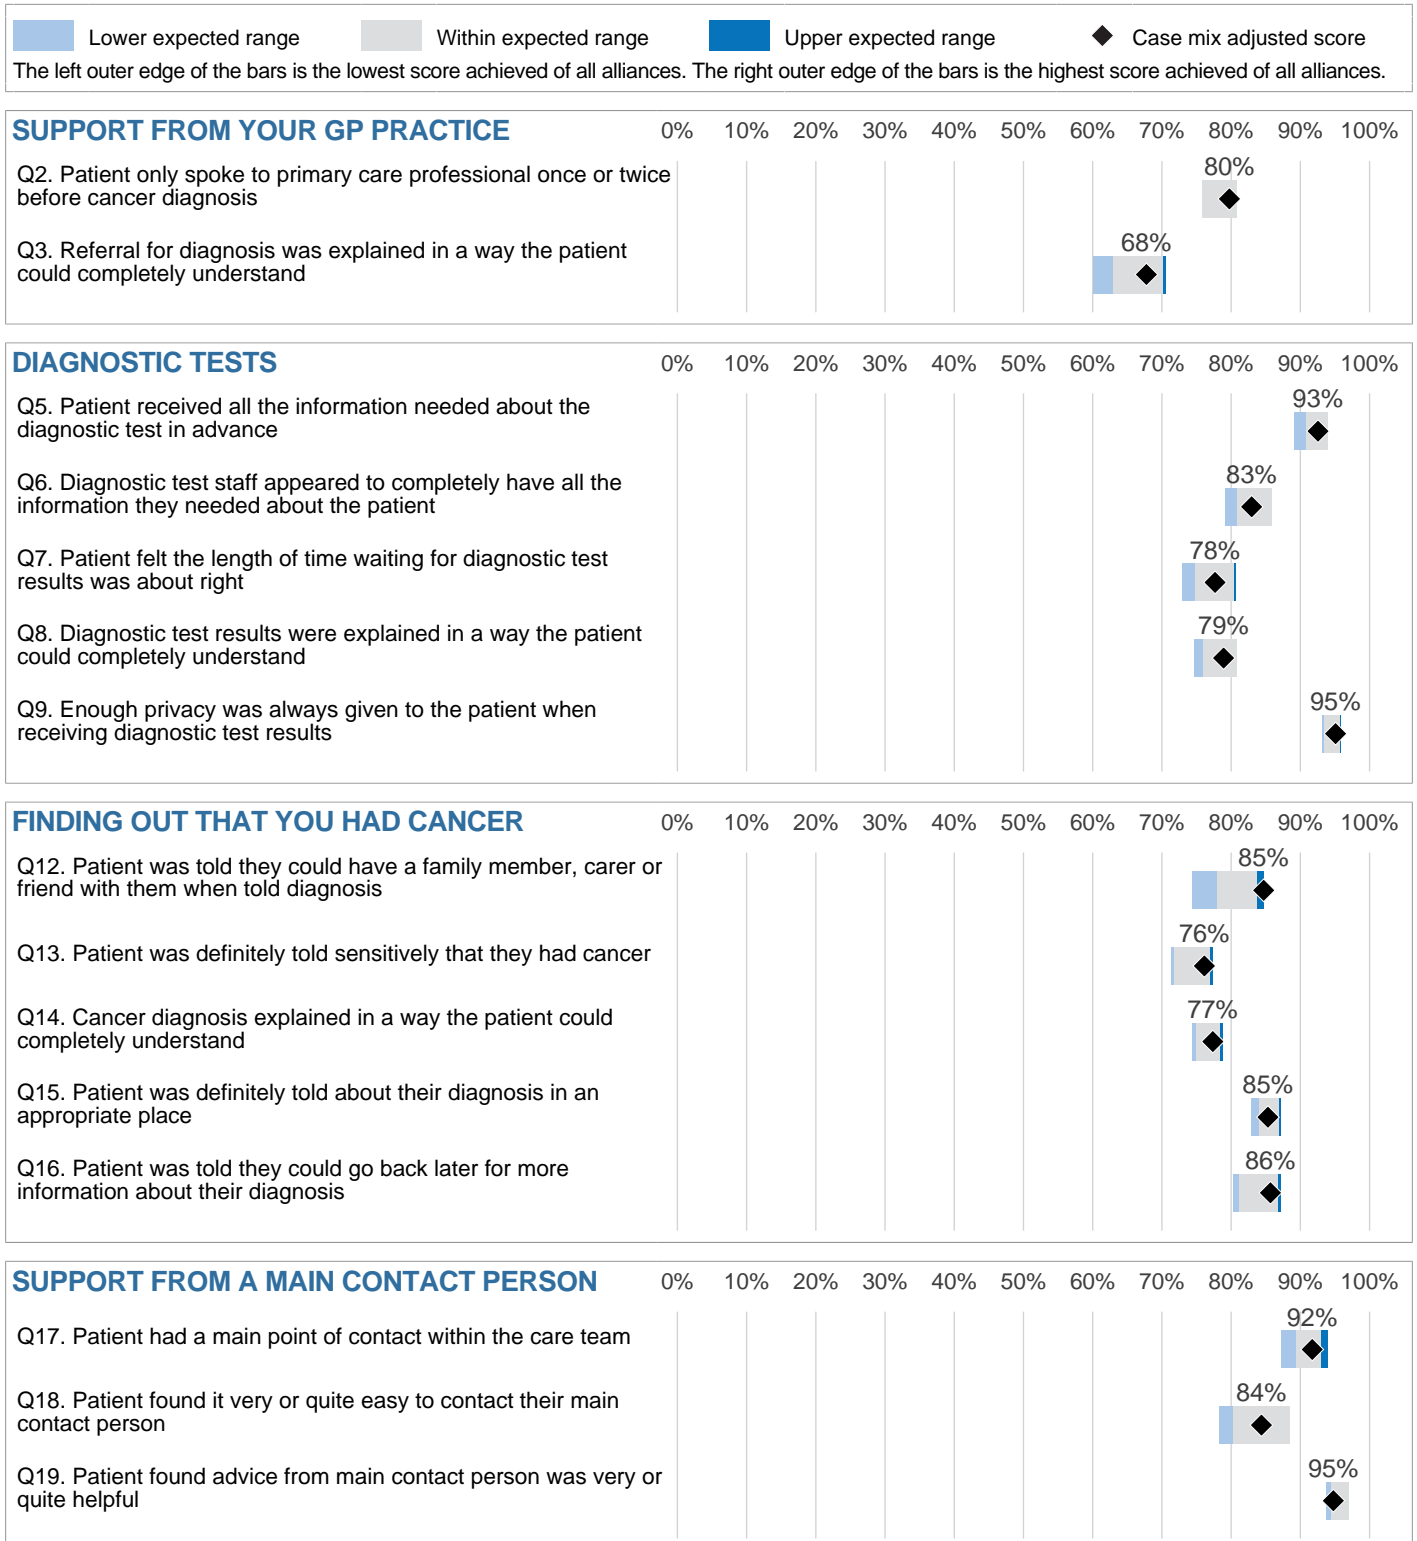 Lower expected range Within expected range Upper expected range Case mix adjusted score
The left outer edge of the bars is the lowest score achieved of all alliances. The right outer edge of the bars is the highest score achieved of all alliances.
SUPPORT FROM YOUR GP PRACTICE 0% 10% 20% 30% 40% 50% 60% 70% 80% 90% 100%
Q2. Patient only spoke to primary care professional once or twice
before cancer diagnosis
80%
Q3. Referral for diagnosis was explained in a way the patient
could completely understand
68%
DIAGNOSTIC TESTS 0% 10% 20% 30% 40% 50% 60% 70% 80% 90% 100%
Q5. Patient received all the information needed about the
diagnostic test in advance
93%
Q6. Diagnostic test staff appeared to completely have all the
information they needed about the patient
83%
Q7. Patient felt the length of time waiting for diagnostic test
results was about right
78%
Q8. Diagnostic test results were explained in a way the patient
could completely understand
79%
Q9. Enough privacy was always given to the patient when
receiving diagnostic test results
95%
FINDING OUT THAT YOU HAD CANCER 0% 10% 20% 30% 40% 50% 60% 70% 80% 90% 100%
Q12. Patient was told they could have a family member, carer or
friend with them when told diagnosis
85%
Q13. Patient was definitely told sensitively that they had cancer
76%
Q14. Cancer diagnosis explained in a way the patient could
completely understand
77%
Q15. Patient was definitely told about their diagnosis in an
appropriate place
85%
Q16. Patient was told they could go back later for more
information about their diagnosis
86%
SUPPORT FROM A MAIN CONTACT PERSON 0% 10% 20% 30% 40% 50% 60% 70% 80% 90% 100%
Q17. Patient had a main point of contact within the care team
92%
Q18. Patient found it very or quite easy to contact their main
contact person
84%
Q19. Patient found advice from main contact person was very or
quite helpful
95%